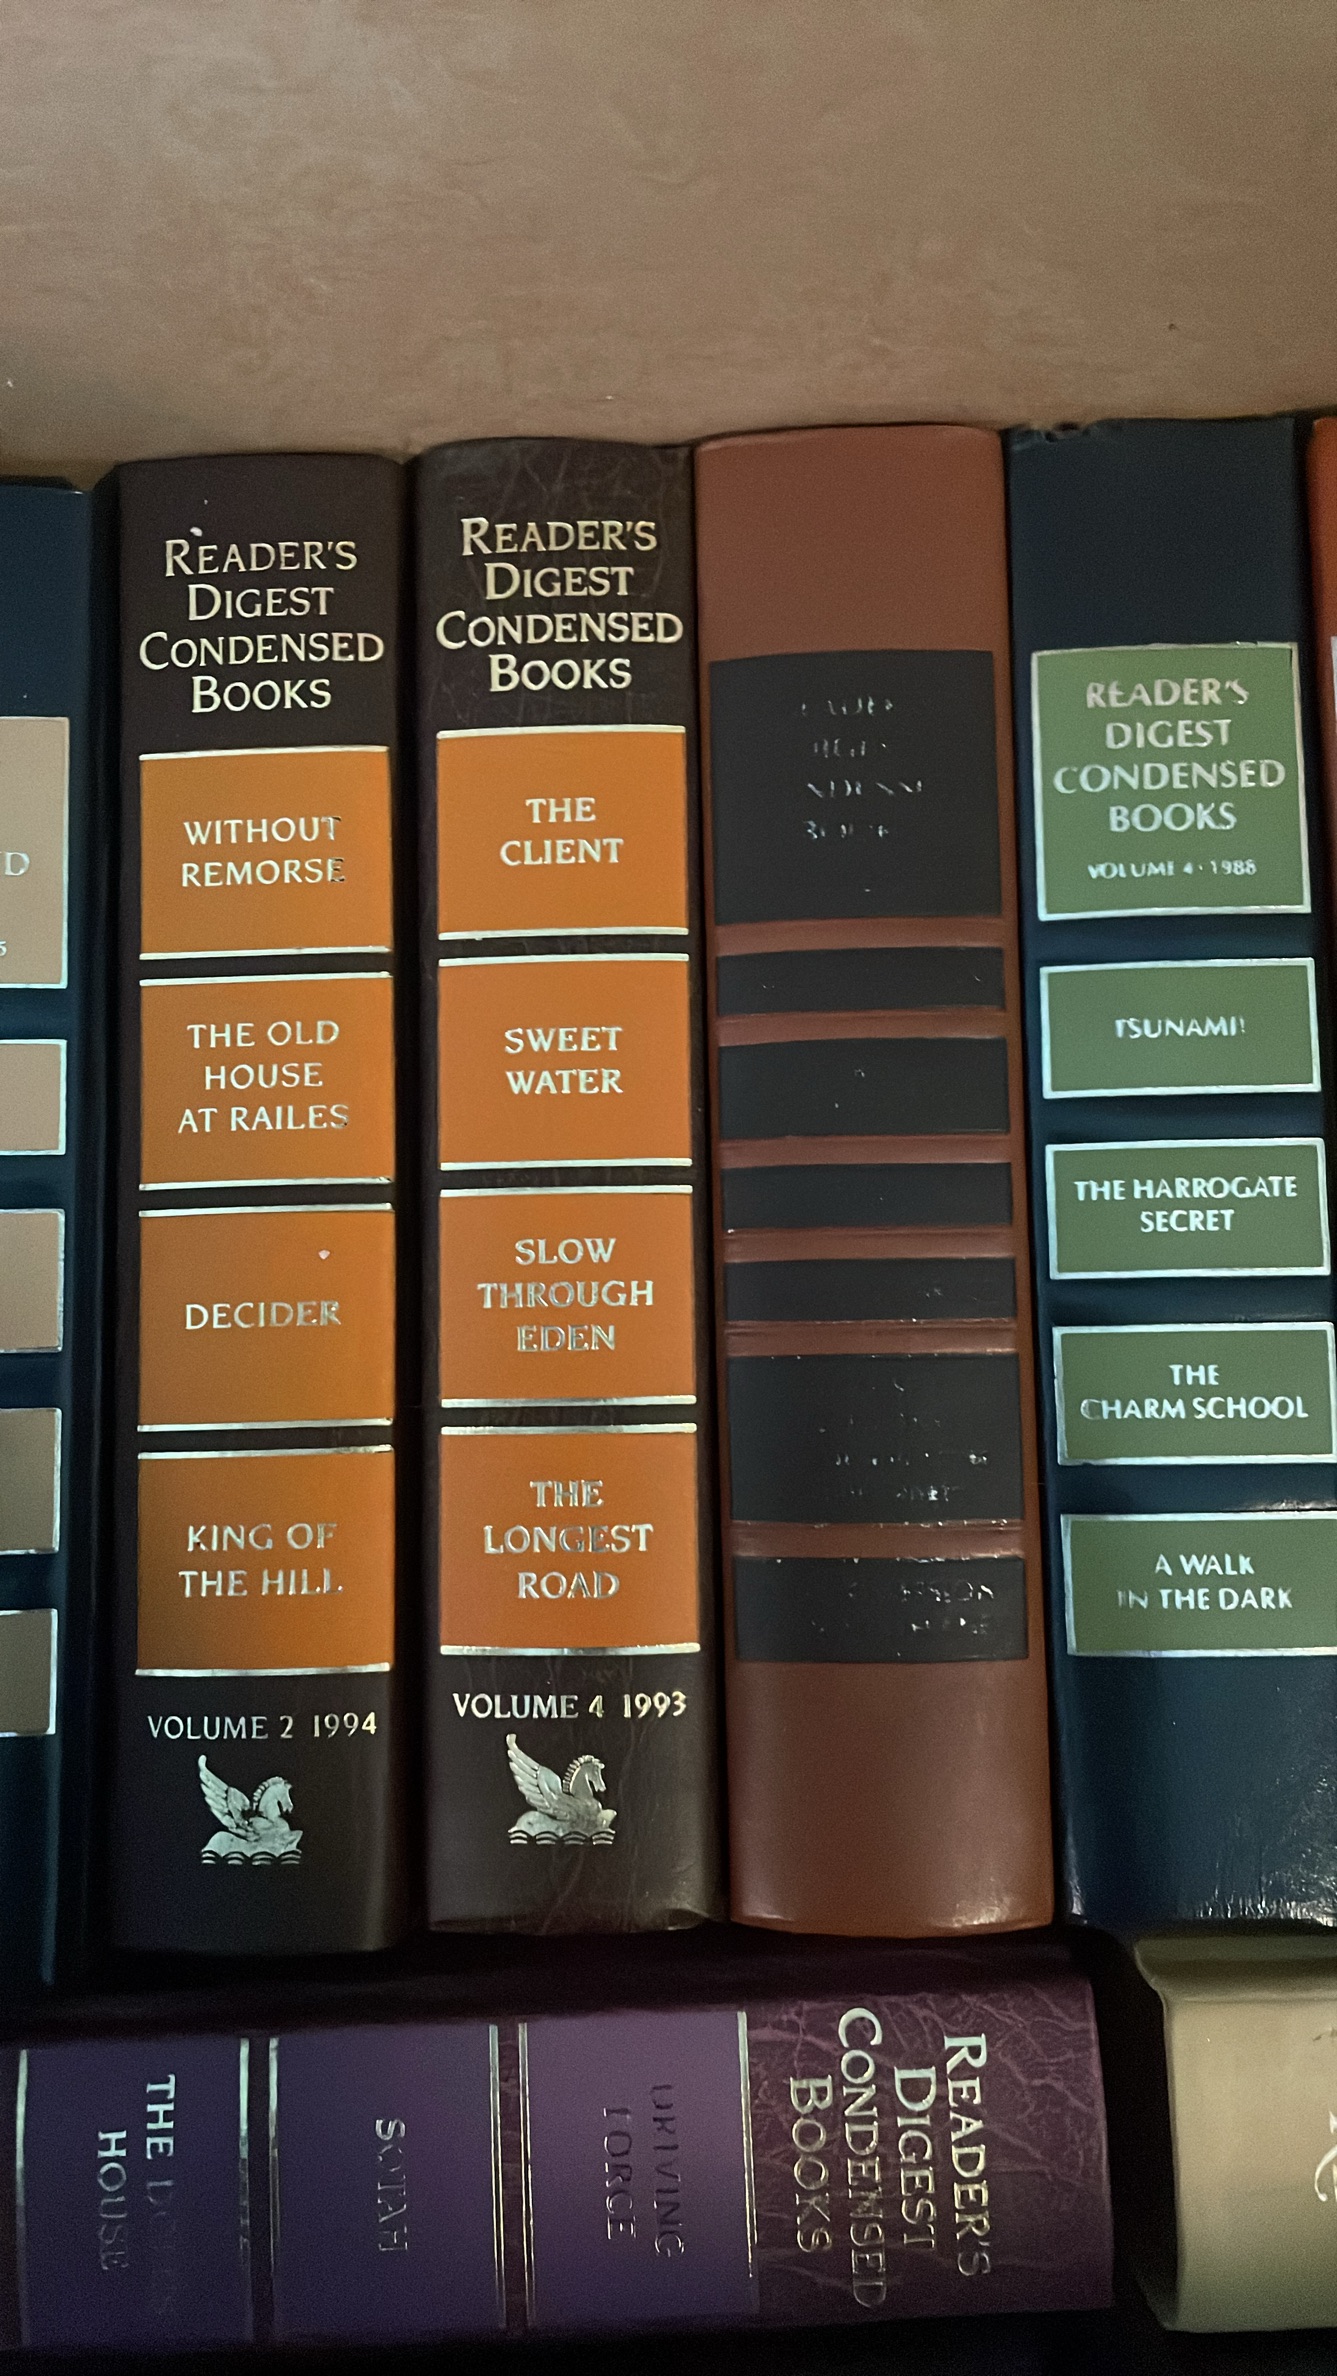 D
5
READER'S
DIGEST
CONDENSED
BOOKS
WITHOUT
REMORSE
THE OLD
HOUSE
AT RAILES
DECIDER
KING OF
THE HILL
VOLUME 2 1994
READER'S
DIGEST
CONDENSED
BOOKS
THE
CLIENT
SWEET
WATER
SLOW
THROUGH
EDEN
THE
LONGEST
ROAD
VOLUME 4 1993
READER'S
DIGEST
CONDENSED
BOOKS
VOLUME 4 · 1988
TSUNAMI!
THE HARROGATE
SECRET
THE
CHARM SCHOOL
A WALK
IN THE DARK
READER'S
DIGEST
CONDENSED
BOOKS
DRIVING
FORCE
THE
HOUSE